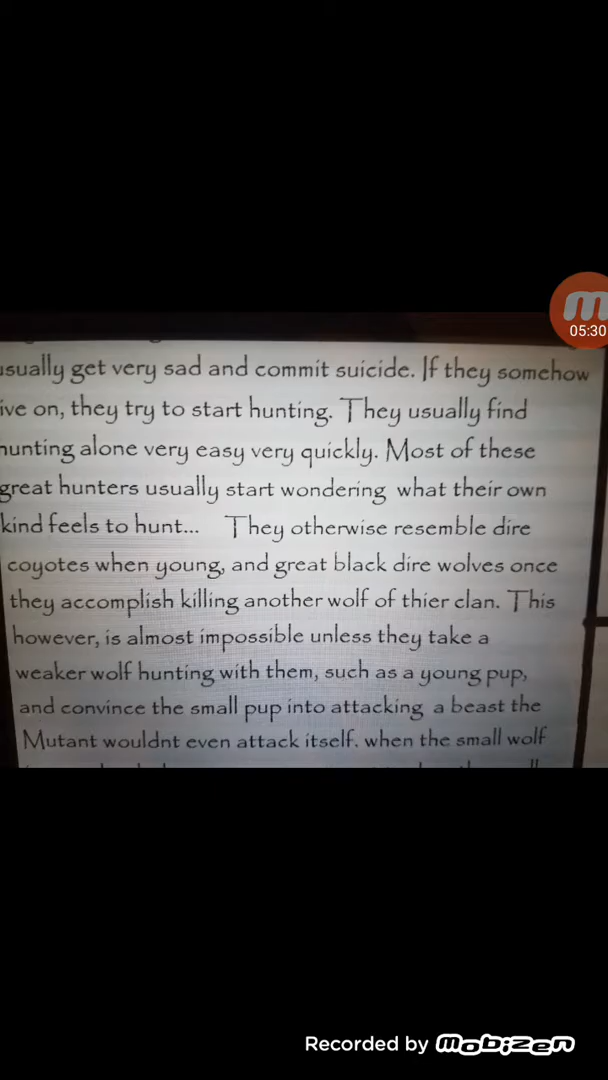 05:30
usually get very sad and commit suicide. If they somehow
ive on, they try to start hunting. They usually find
hunting alone very easy very quickly. Most of these
great hunters usually start wondering what their own
kind feels to hunt... They otherwise resemble dire
coyotes when young, and great black dire wolves once
they accomplish killing another wolf of thier clan. This
however, is almost impossible unless they take a
weaker wolf hunting with them, such as a young pup,
and convince the small pup into attacking a beast the
Mutant wouldnt even attack itself. when the small wolf
Recorded by mobizen